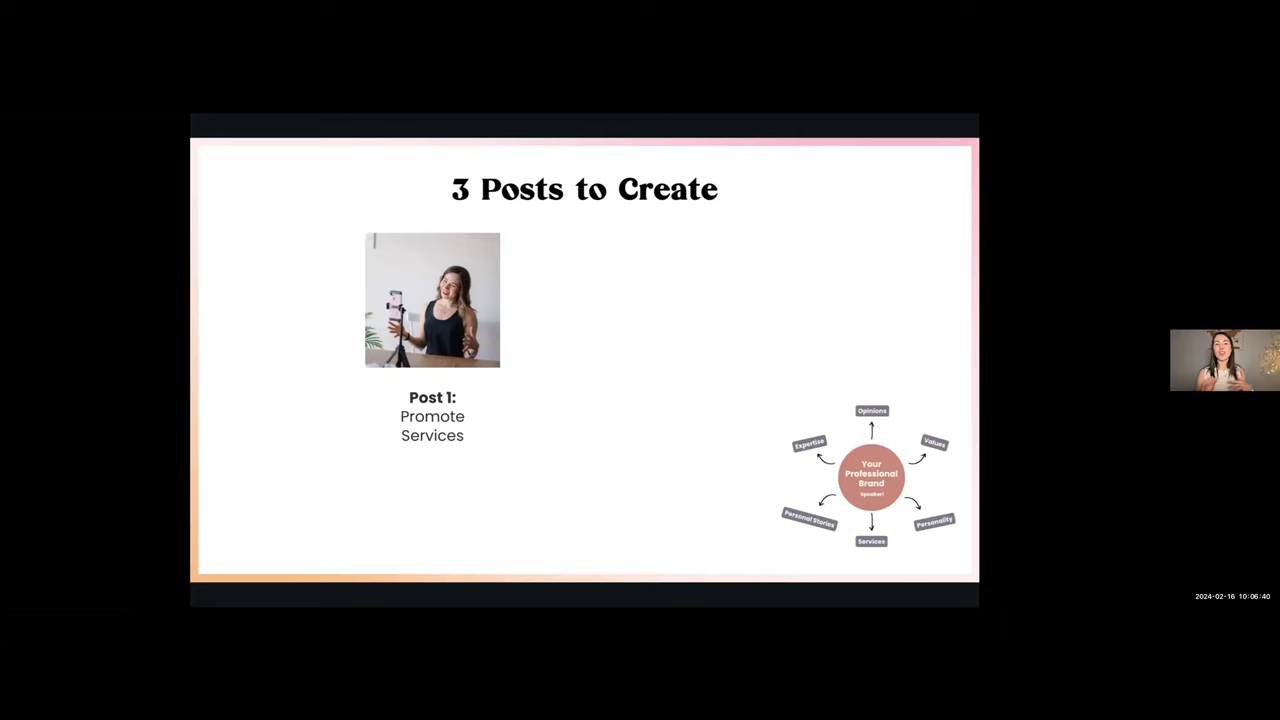 3 Posts to Create
Post 1:
Promote
Services
Opinions
Expertise
Values
Your
Professional
Brand
Speaker!
Personal Stories
Personality
Services
2024-02-16 10:06:40